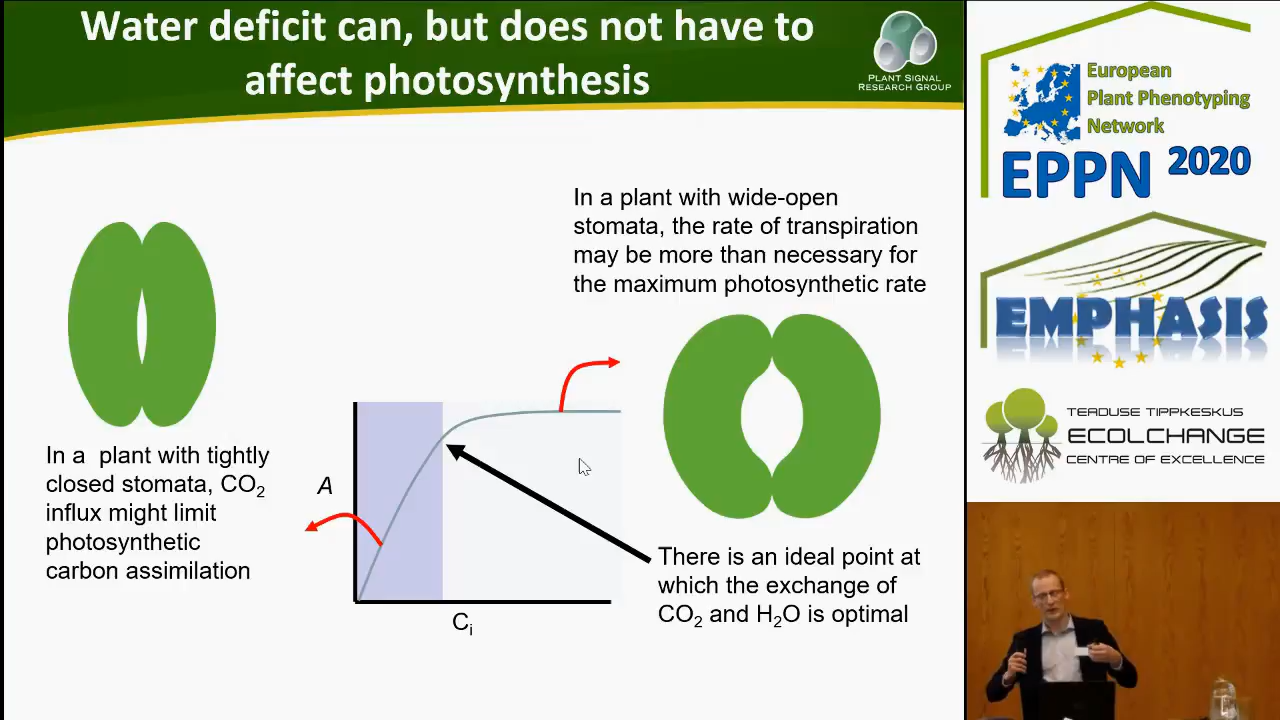 Water deficit can, but does not have to
affect photosynthesis
PLANT SIGNAL
RESEARCH GROUP
In a plant with wide-open
stomata, the rate of transpiration
may be more than necessary for
the maximum photosynthetic rate
In a  plant with tightly
closed stomata, CO₂
influx might limit
photosynthetic
carbon assimilation
A
Cᵢ
There is an ideal point at
which the exchange of
CO₂ and H₂O is optimal
European
Plant Phenotyping
Network
EPPN 2020
EMPHASIS
TEADUSE TIPPKESKUS
ECOLCHANGE
CENTRE OF EXCELLENCE